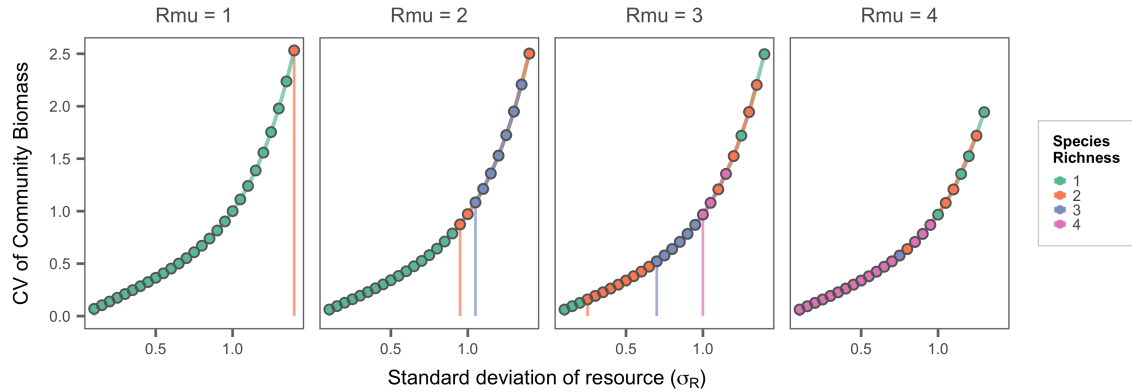 Rmu = 1
Rmu = 2
Rmu = 3
Rmu = 4
CV of Community Biomass
2.5
2.0
1.5
1.0
0.5
0.0
0.5 1.0
0.5 1.0
0.5 1.0
0.5 1.0
Standard deviation of resource (σR)
Species
Richness
1
2
3
4